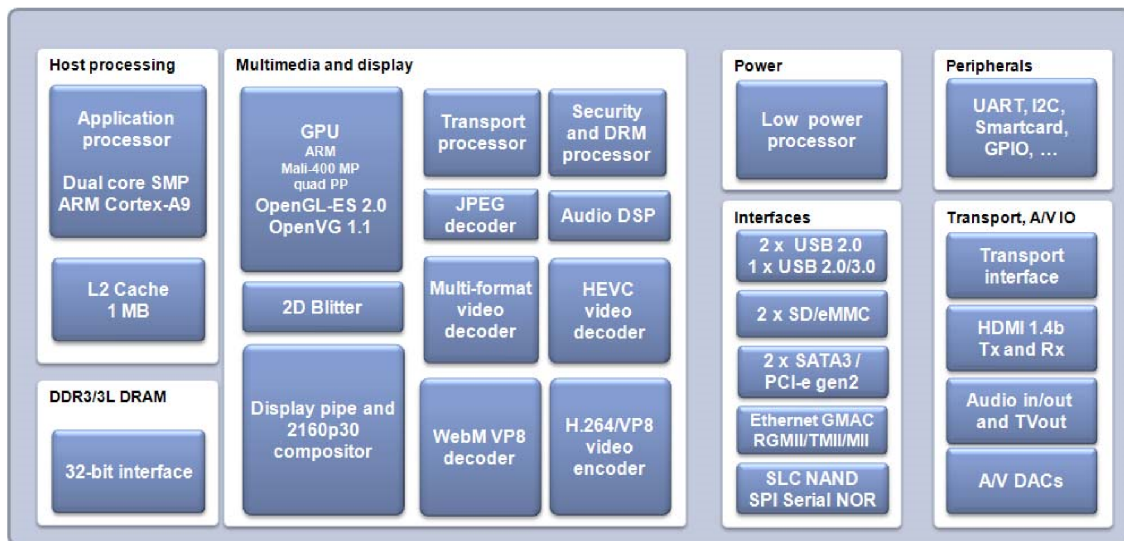 Host processing
Application
processor
Dual core SMP
ARM Cortex-A9
L2 Cache
1 MB
DDR3/3L DRAM
32-bit interface
Multimedia and display
GPU
ARM
Mali-400 MP
quad PP
OpenGL-ES 2.0
OpenVG 1.1
2D Blitter
Display pipe and
2160p30
compositor
Transport
processor
Security
and DRM
processor
JPEG
decoder
Audio DSP
Multi-format
video
decoder
HEVC
video
decoder
WebM VP8
decoder
H.264/VP8
video
encoder
Power
Low power
processor
Interfaces
2 x USB 2.0
1 x USB 2.0/3.0
2 x SD/eMMC
2 x SATA3 /
PCI-e gen2
Ethernet GMAC
RGMII/TMII/MII
SLC NAND
SPI Serial NOR
Peripherals
UART, I2C,
Smartcard,
GPIO, ...
Transport, A/V IO
Transport
interface
HDMI 1.4b
Tx and Rx
Audio in/out
and TVout
A/V DACs